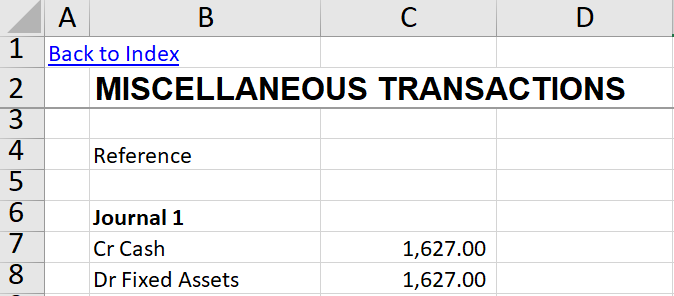 A B C D
1 Back to Index
2 MISCELLANEOUS TRANSACTIONS
3
4 Reference
5
6 Journal 1
7 Cr Cash 1,627.00
8 Dr Fixed Assets 1,627.00